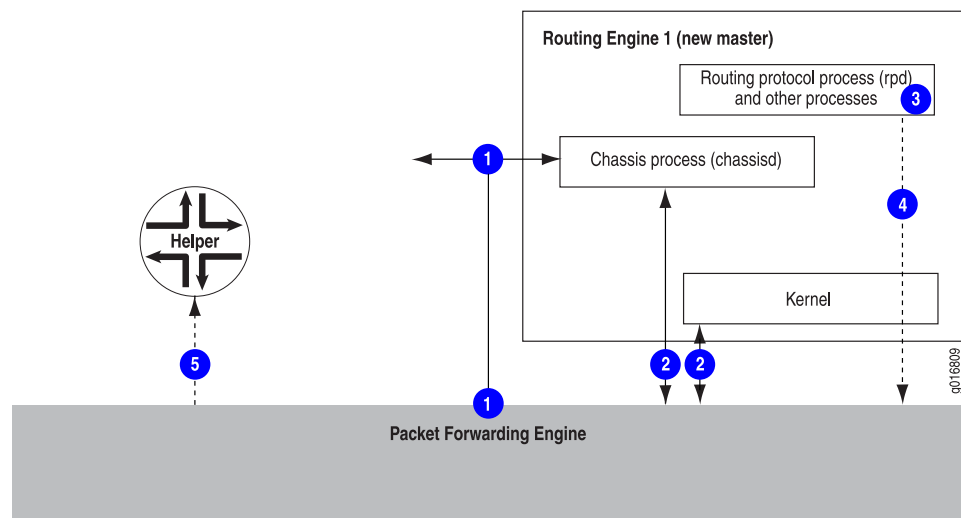 Routing Engine 1 (new master)
Routing protocol process (rpd)
and other processes
3
1
Chassis process (chassisd)
4
Helper
Kernel
5
2
2
g016809
1
Packet Forwarding Engine